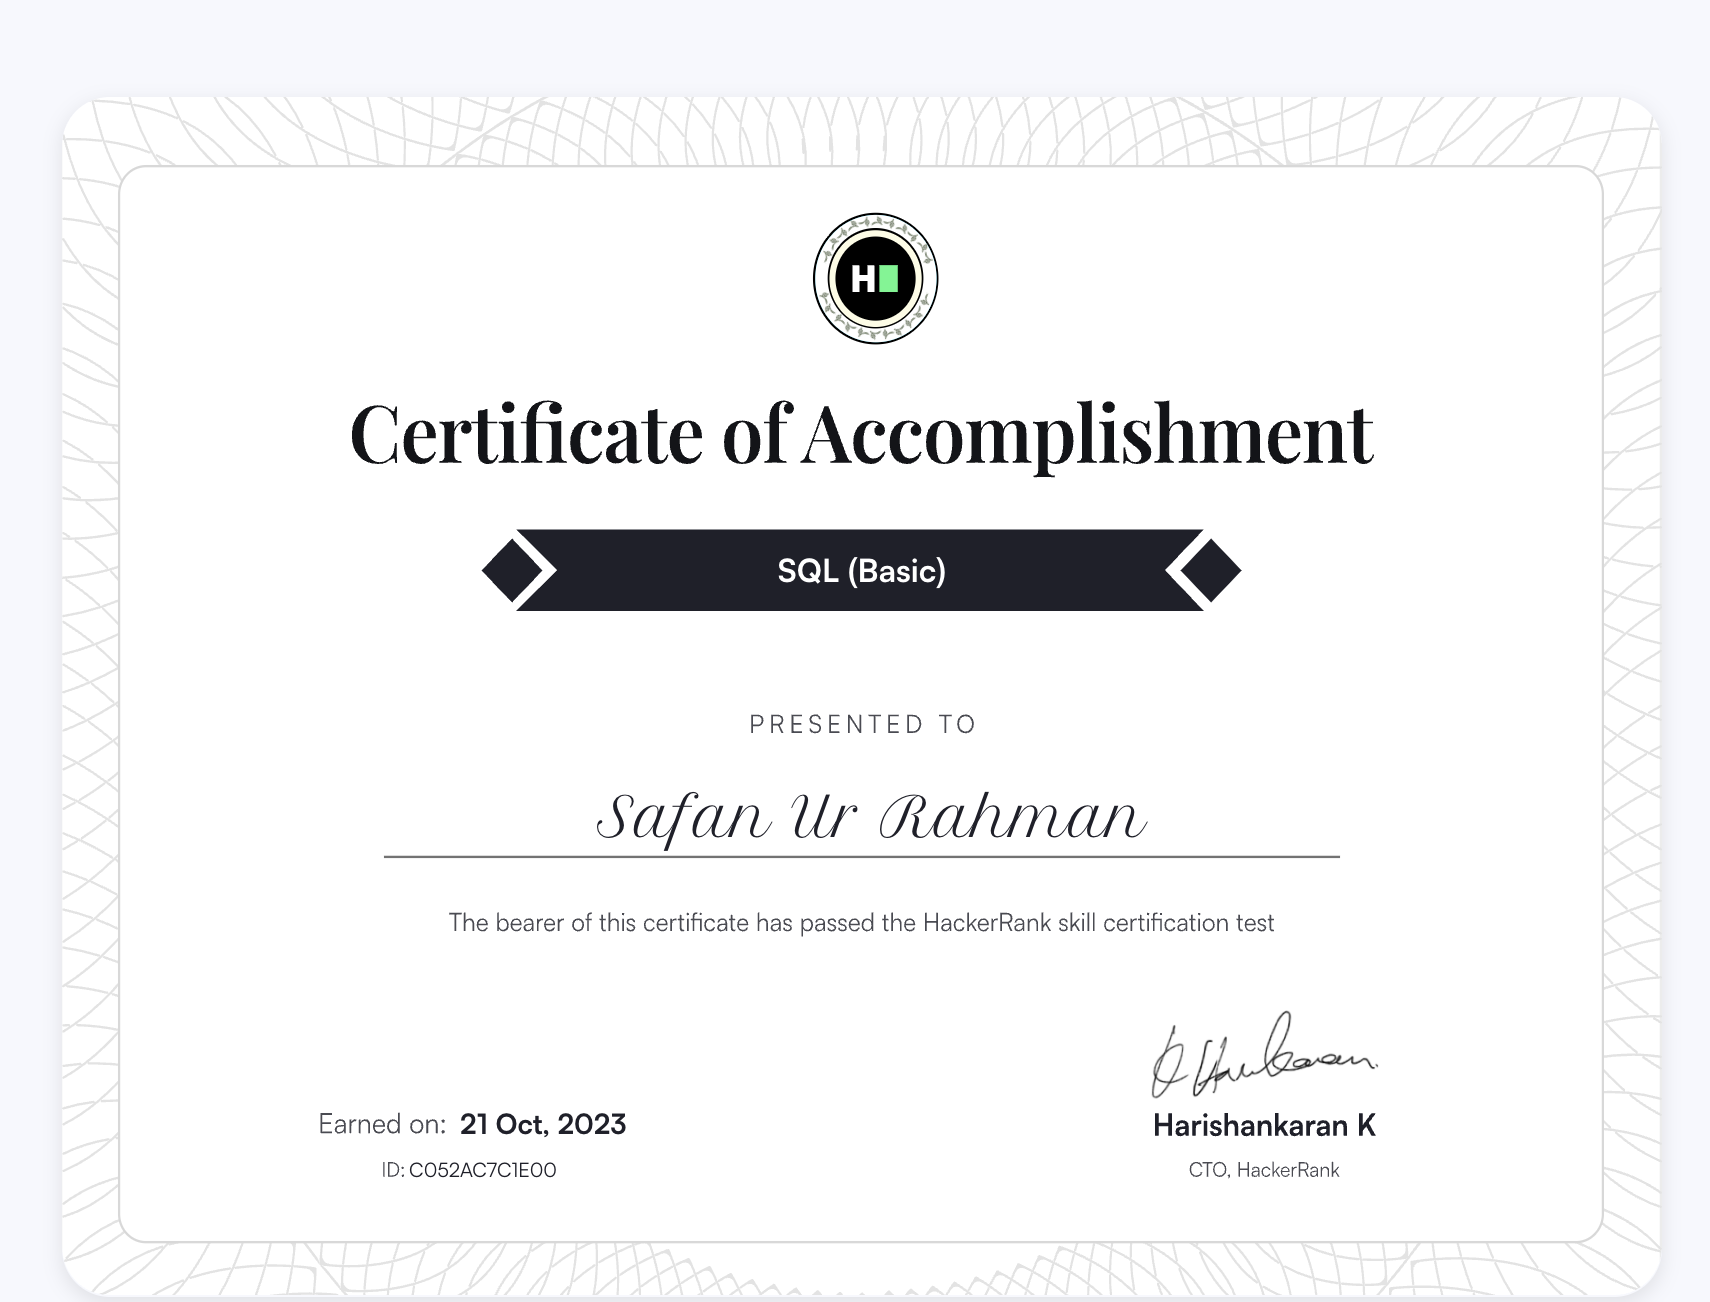 H
Certificate of Accomplishment
SQL (Basic)
PRESENTED TO
Safan Ur Rahman
The bearer of this certificate has passed the HackerRank skill certification test
Earned on: 21 Oct, 2023
ID: C052AC7C1E00
Harishankaran K
CTO, HackerRank